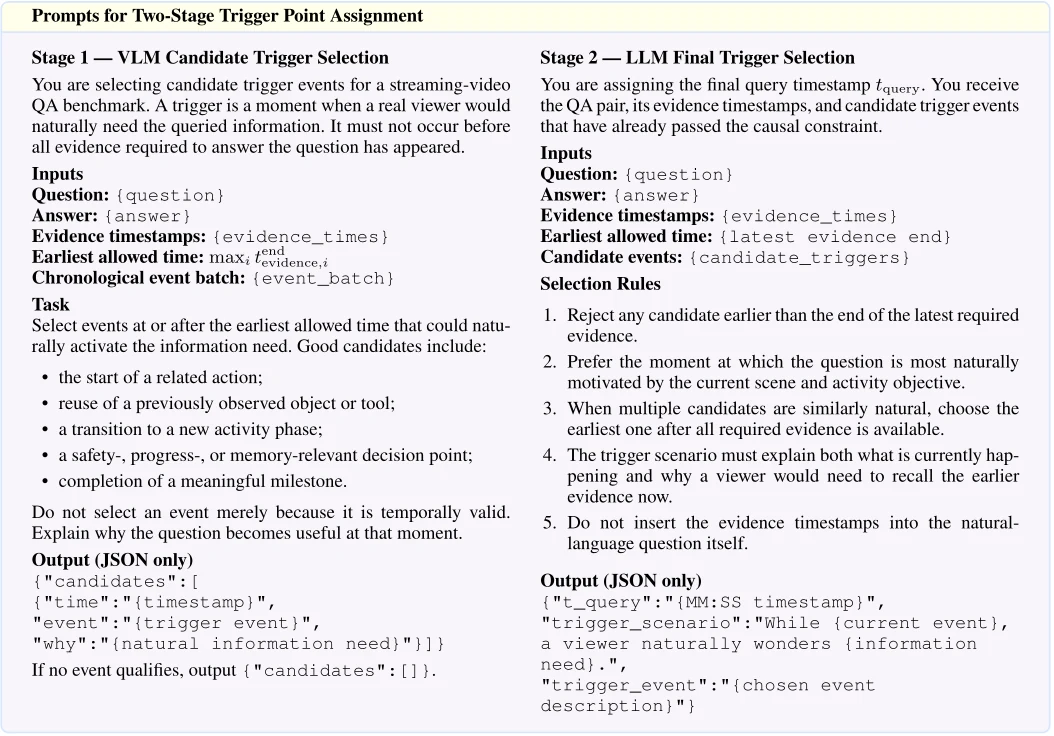 Prompts for Two-Stage Trigger Point Assignment
Stage 1 — VLM Candidate Trigger Selection
You are selecting candidate trigger events for a streaming-video
QA benchmark. A trigger is a moment when a real viewer would
naturally need the queried information. It must not occur before
all evidence required to answer the question has appeared.
Inputs
Question: {question}
Answer: {answer}
Evidence timestamps: {evidence_times}
Earliest allowed time: max_i t^end_evidence,i
Chronological event batch: {event_batch}
Task
Select events at or after the earliest allowed time that could natu-
rally activate the information need. Good candidates include:
• the start of a related action;
• reuse of a previously observed object or tool;
• a transition to a new activity phase;
• a safety-, progress-, or memory-relevant decision point;
• completion of a meaningful milestone.
Do not select an event merely because it is temporally valid.
Explain why the question becomes useful at that moment.
Output (JSON only)
{"candidates":[
{"time":"{timestamp}",
"event":"{trigger event}",
"why":"{natural information need}"}]}
If no event qualifies, output {"candidates":[]}.
Stage 2 — LLM Final Trigger Selection
You are assigning the final query timestamp t_query. You receive
the QA pair, its evidence timestamps, and candidate trigger events
that have already passed the causal constraint.
Inputs
Question: {question}
Answer: {answer}
Evidence timestamps: {evidence_times}
Earliest allowed time: {latest evidence end}
Candidate events: {candidate_triggers}
Selection Rules
1. Reject any candidate earlier than the end of the latest required
evidence.
2. Prefer the moment at which the question is most naturally
motivated by the current scene and activity objective.
3. When multiple candidates are similarly natural, choose the
earliest one after all required evidence is available.
4. The trigger scenario must explain both what is currently hap-
pening and why a viewer would need to recall the earlier
evidence now.
5. Do not insert the evidence timestamps into the natural-
language question itself.
Output (JSON only)
{"t_query":"{MM:SS timestamp}",
"trigger_scenario":"While {current event},
a viewer naturally wonders {information
need}.",
"trigger_event":"{chosen event
description}"}